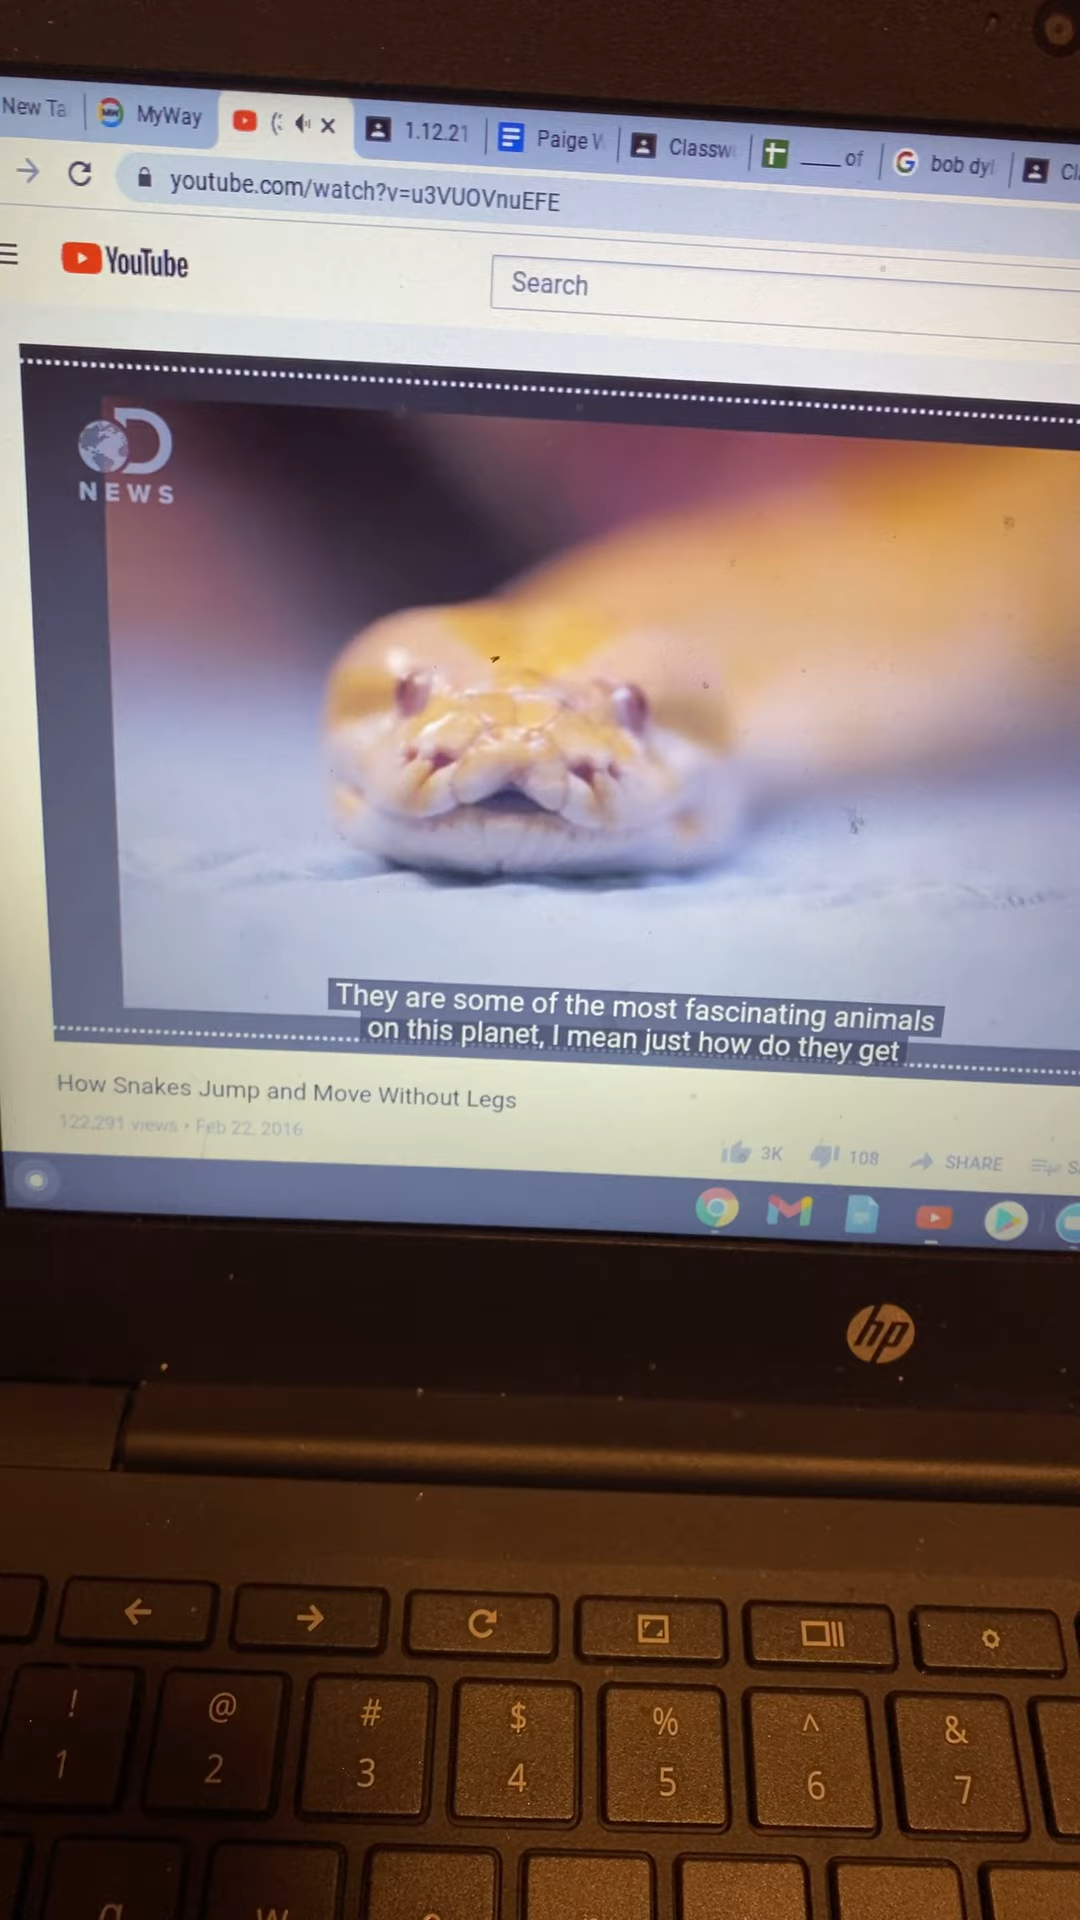 New Ta
MyWay
1.12.21
Paige W
Classw
____ of
bob dyl
youtube.com/watch?v=u3VUOVnuEFE
YouTube
Search
NEWS
They are some of the most fascinating animals
on this planet, I mean just how do they get
How Snakes Jump and Move Without Legs
122,291 views • Feb 22, 2016
3K
108
SHARE
hp
! @ # $ % ^ &
1 2 3 4 5 6 7